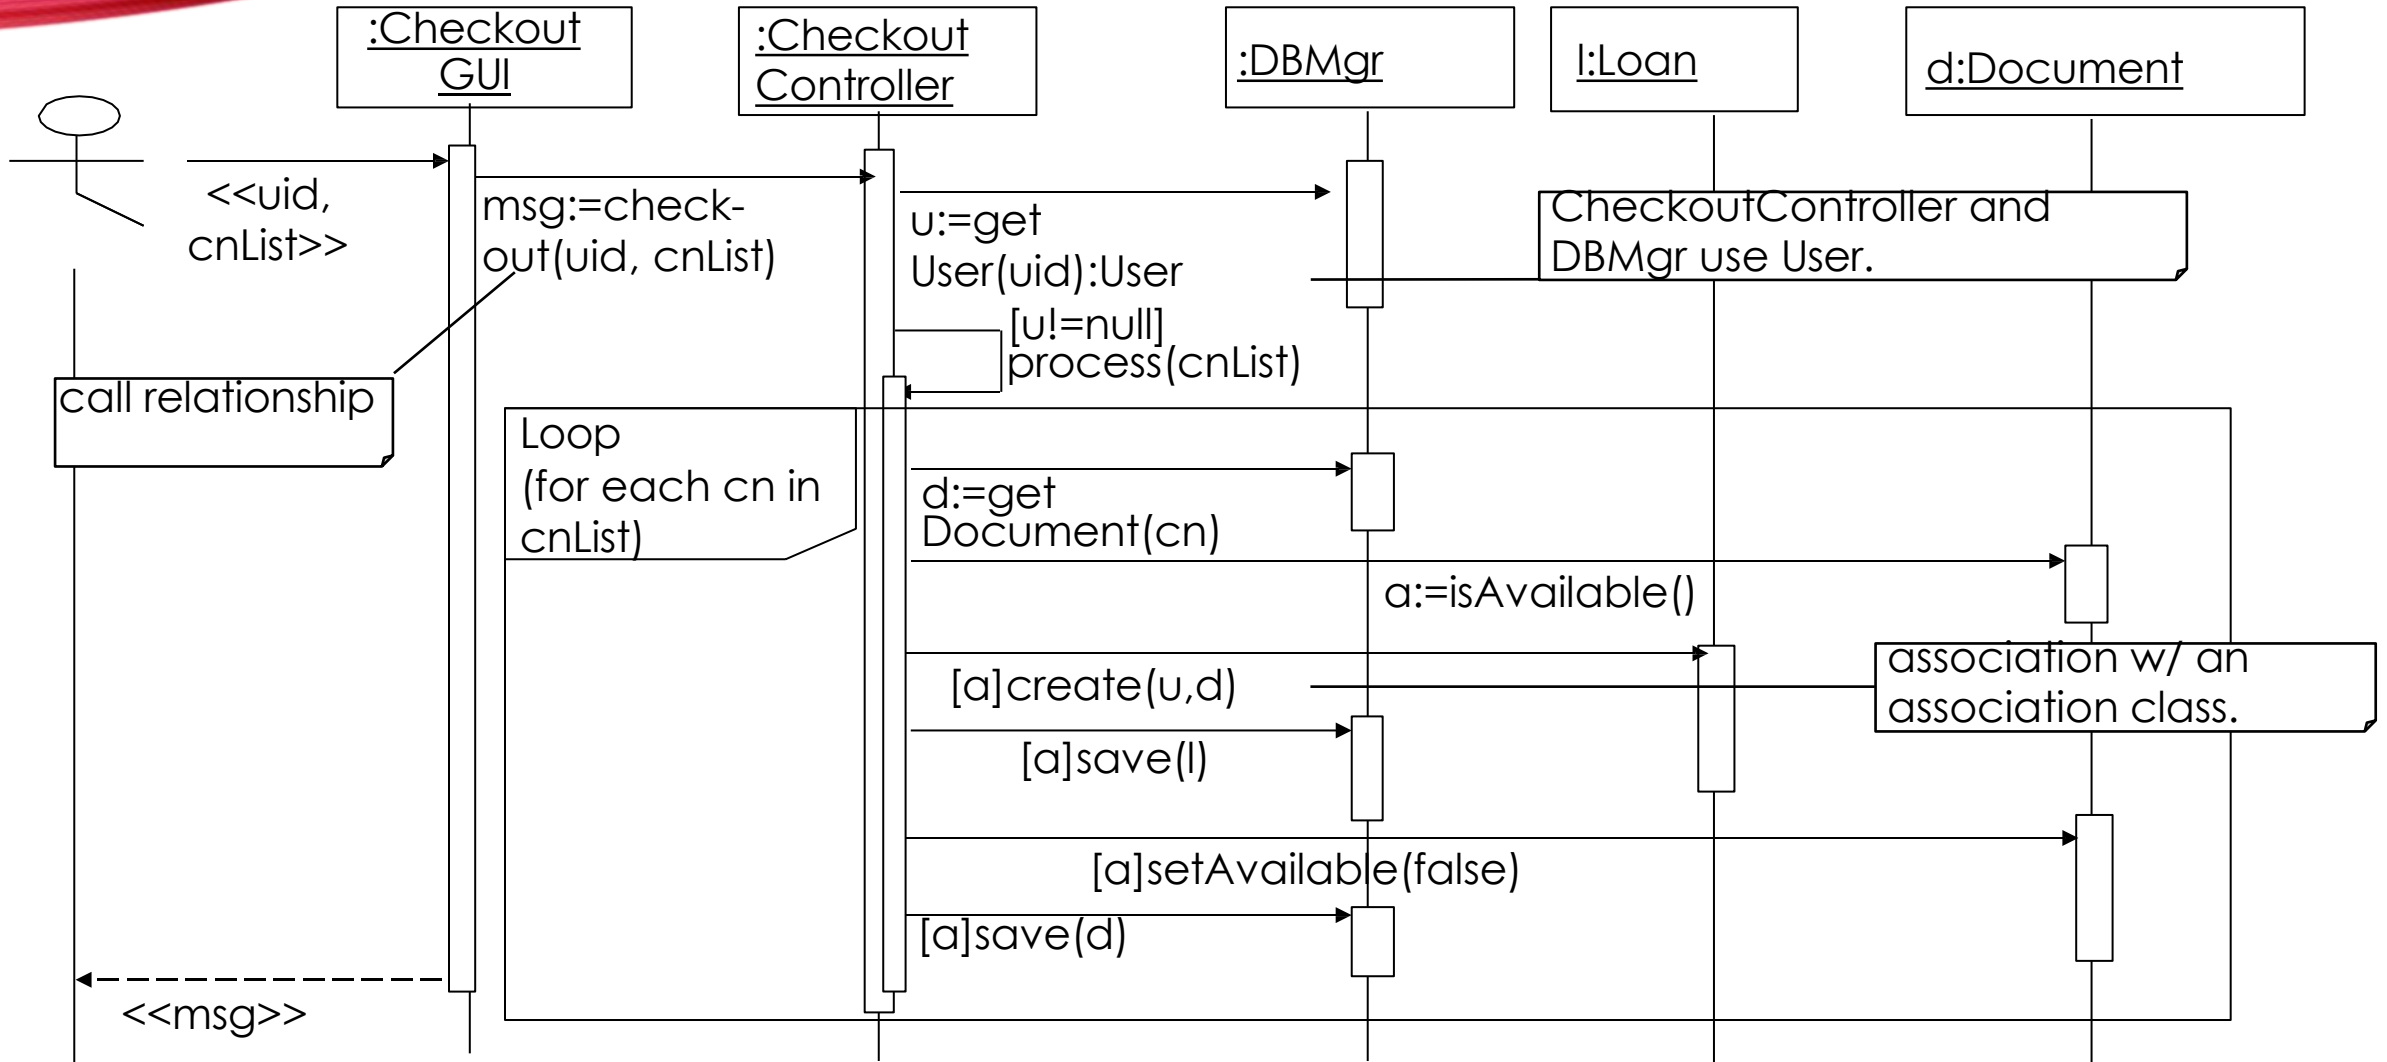 :Checkout
GUI
:Checkout
Controller
:DBMgr
l:Loan
d:Document
<<uid,
cnList>>
msg:=check-
out(uid, cnList)
u:=get
User(uid):User
CheckoutController and
DBMgr use User.
[u!=null]
process(cnList)
call relationship
Loop
(for each cn in
cnList)
d:=get
Document(cn)
a:=isAvailable()
[a]create(u,d)
association w/ an
association class.
[a]save(l)
[a]setAvailable(false)
[a]save(d)
<<msg>>